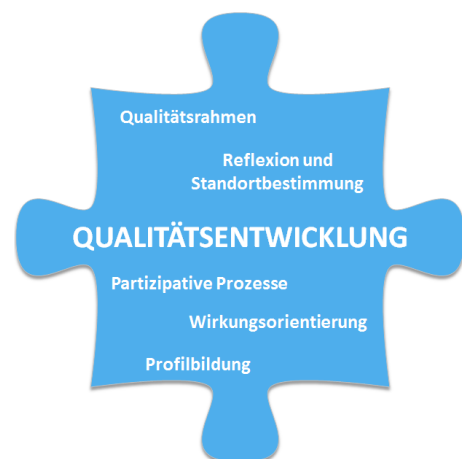 Qualitätsrahmen
Reflexion und
Standortbestimmung
QUALITÄTSENTWICKLUNG
Partizipative Prozesse
Wirkungsorientierung
Profilbildung